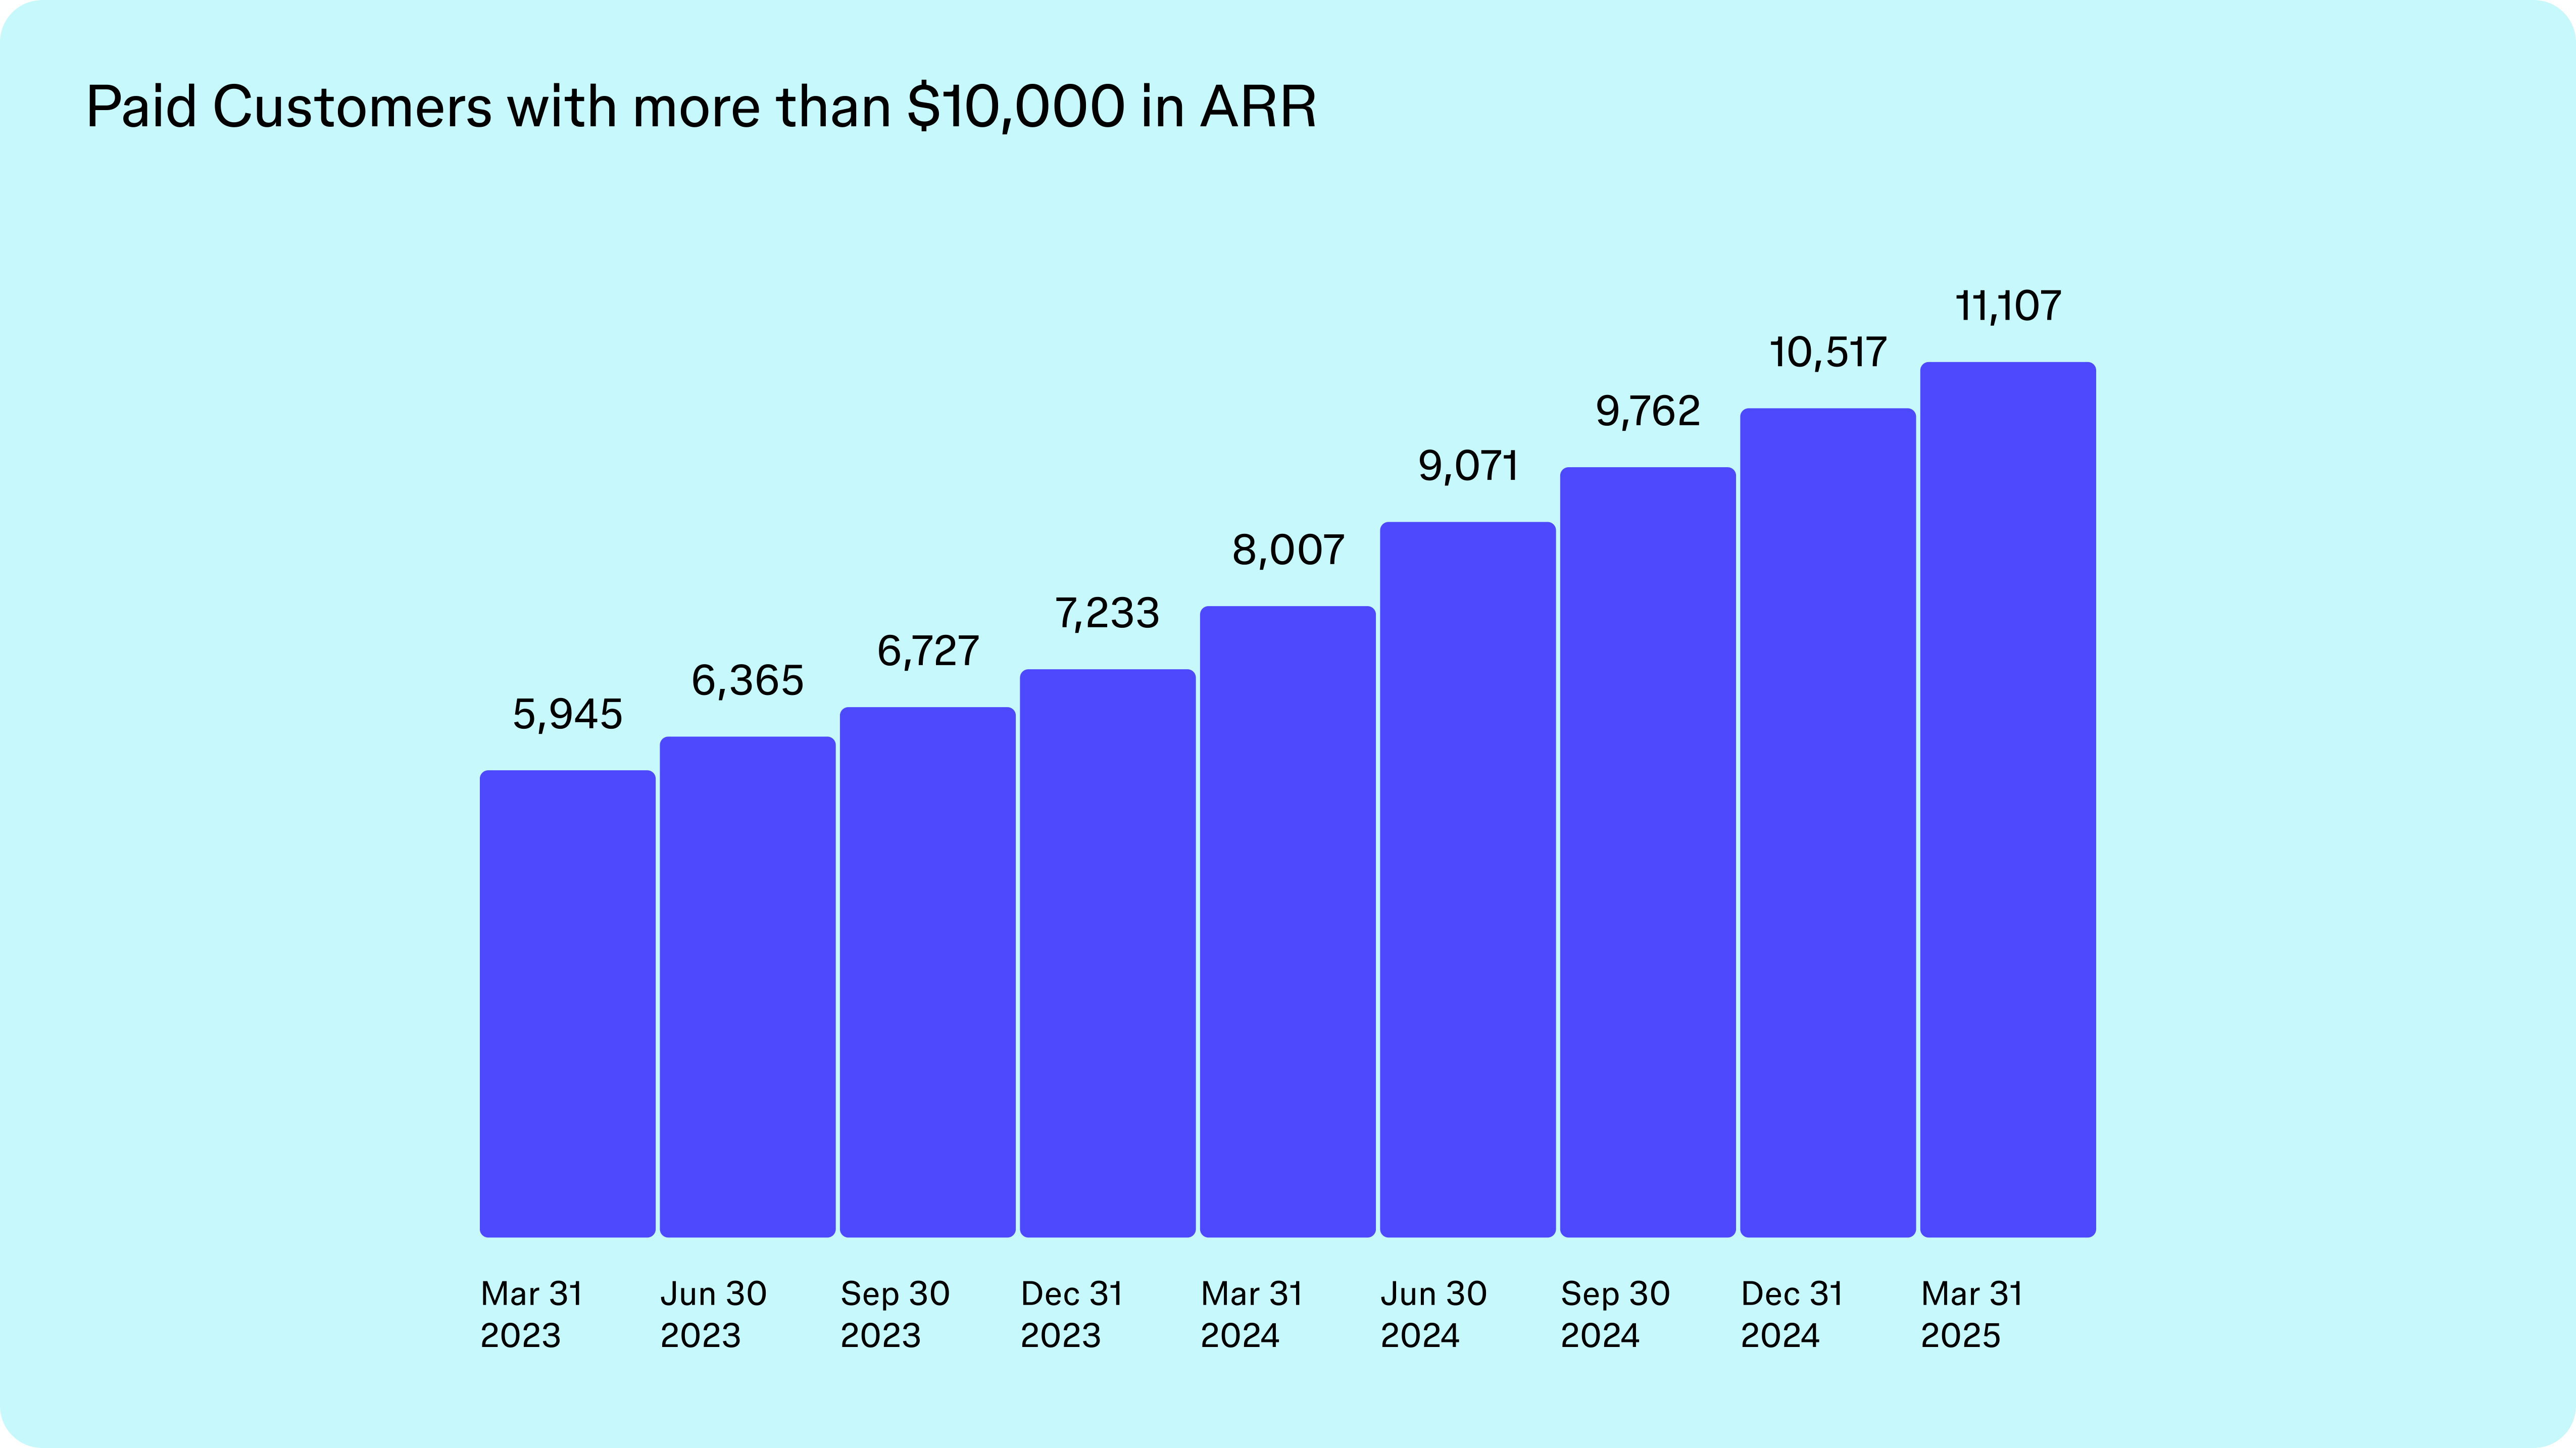 Paid Customers with more than $10,000 in ARR
5,945
6,365
6,727
7,233
8,007
9,071
9,762
10,517
11,107
Mar 31
2023
Jun 30
2023
Sep 30
2023
Dec 31
2023
Mar 31
2024
Jun 30
2024
Sep 30
2024
Dec 31
2024
Mar 31
2025